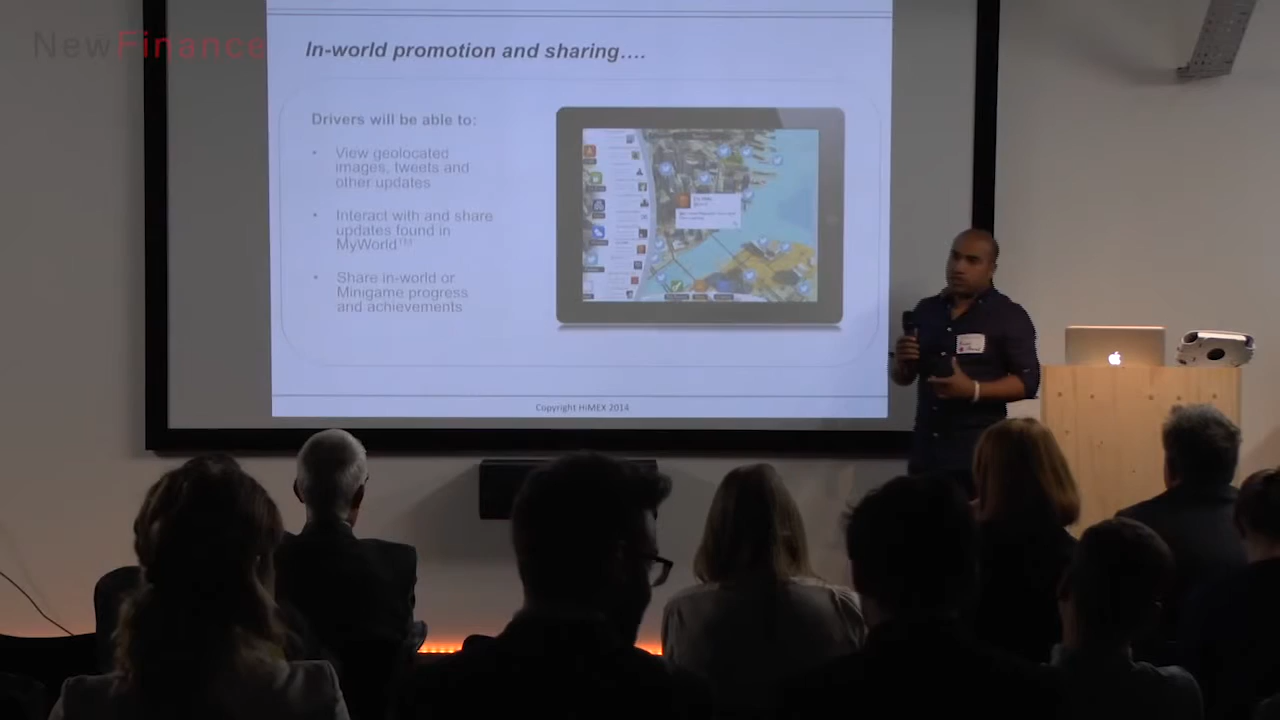 NewFinance
In-world promotion and sharing....
Drivers will be able to:
• View geolocated
images, tweets and
other updates
• Interact with and share
updates found in
MyWorld™
• Share in-world or
Minigame progress
and achievements
Copyright HiMEX 2014